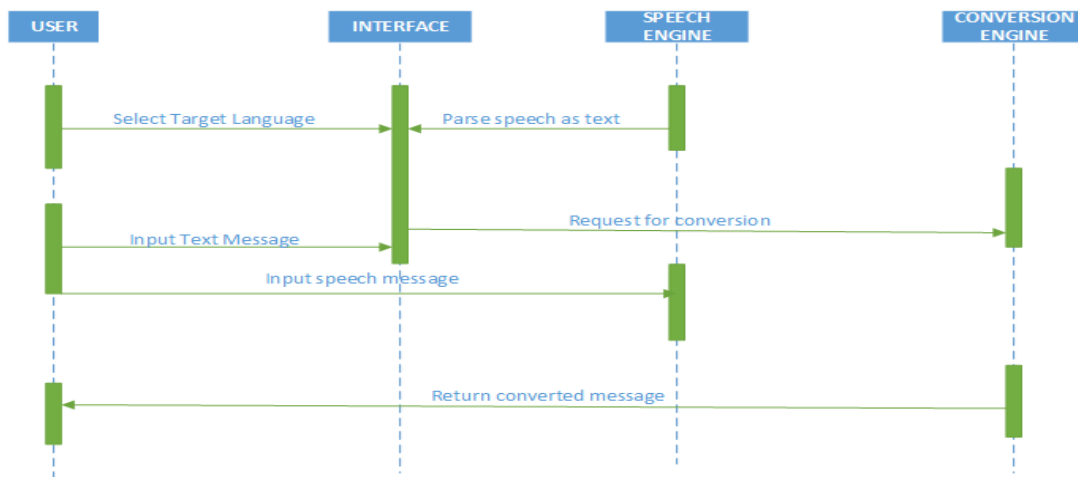 USER
INTERFACE
SPEECH
ENGINE
CONVERSION
ENGINE
Select Target Language
Parse speech as text
Request for conversion
Input Text Message
Input speech message
Return converted message